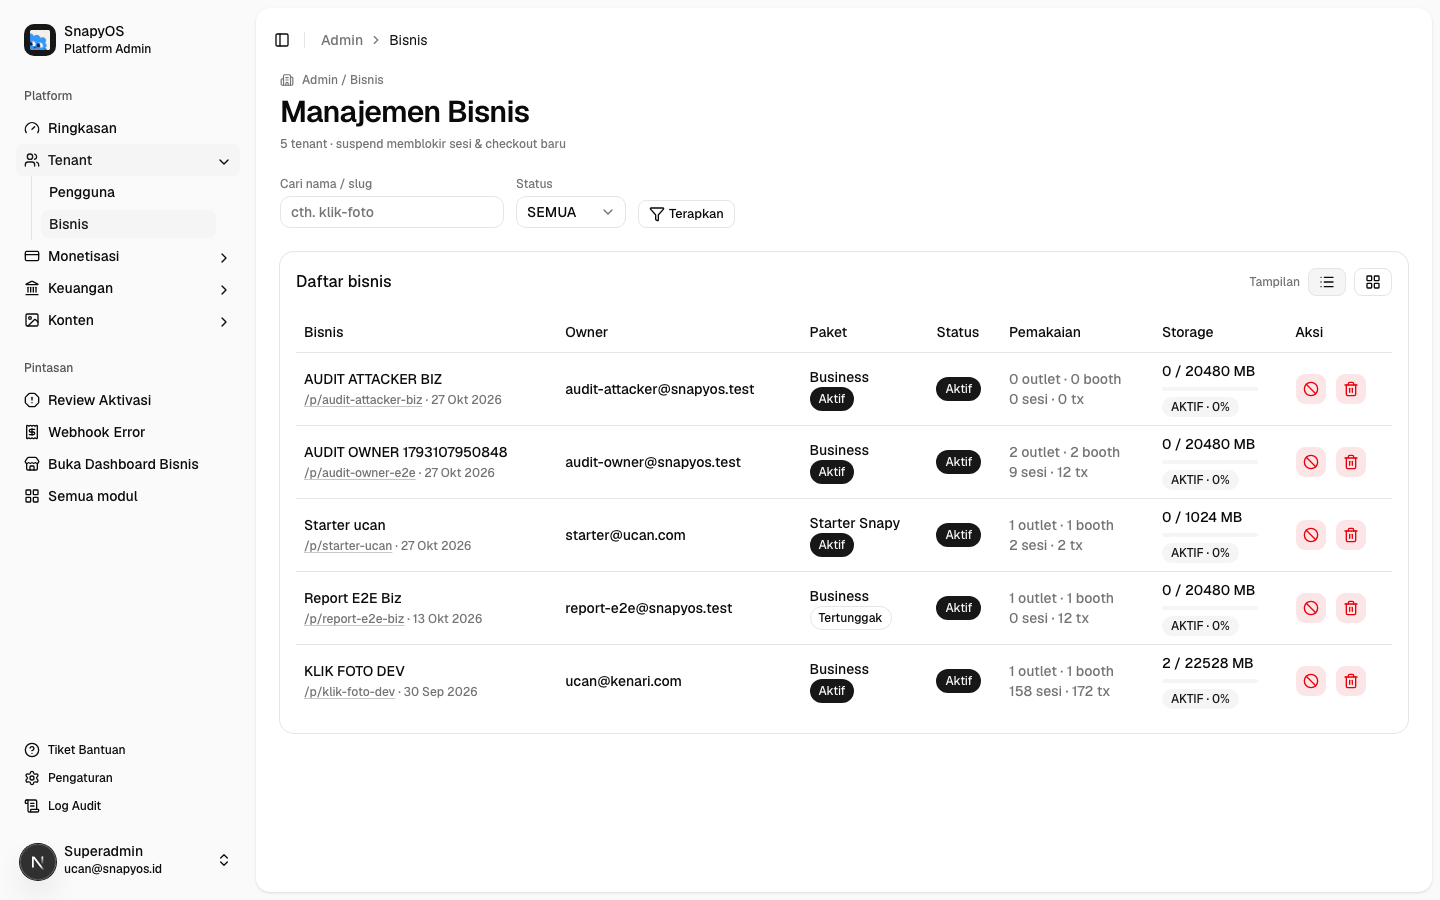 SnapyOS
Platform Admin
Platform
Ringkasan
Tenant
Pengguna
Bisnis
Monetisasi
Keuangan
Konten
Pintasan
Review Aktivasi
Webhook Error
Buka Dashboard Bisnis
Semua modul
Tiket Bantuan
Pengaturan
Log Audit
N
Superadmin
ucan@snapyos.id
Admin > Bisnis
Admin / Bisnis
Manajemen Bisnis
5 tenant · suspend memblokir sesi & checkout baru
Cari nama / slug
Status
cth. klik-foto
SEMUA
Terapkan
Daftar bisnis
Tampilan
Bisnis Owner Paket Status Pemakaian Storage Aksi
AUDIT ATTACKER BIZ
/p/audit-attacker-biz · 27 Okt 2026
audit-attacker@snapyos.test
Business
Aktif
Aktif
0 outlet · 0 booth
0 sesi · 0 tx
0 / 20480 MB
AKTIF · 0%
AUDIT OWNER 1793107950848
/p/audit-owner-e2e · 27 Okt 2026
audit-owner@snapyos.test
Business
Aktif
Aktif
2 outlet · 2 booth
9 sesi · 12 tx
0 / 20480 MB
AKTIF · 0%
Starter ucan
/p/starter-ucan · 27 Okt 2026
starter@ucan.com
Starter Snapy
Aktif
Aktif
1 outlet · 1 booth
2 sesi · 2 tx
0 / 1024 MB
AKTIF · 0%
Report E2E Biz
/p/report-e2e-biz · 13 Okt 2026
report-e2e@snapyos.test
Business
Tertunggak
Aktif
1 outlet · 1 booth
0 sesi · 12 tx
0 / 20480 MB
AKTIF · 0%
KLIK FOTO DEV
/p/klik-foto-dev · 30 Sep 2026
ucan@kenari.com
Business
Aktif
Aktif
1 outlet · 1 booth
158 sesi · 172 tx
2 / 22528 MB
AKTIF · 0%